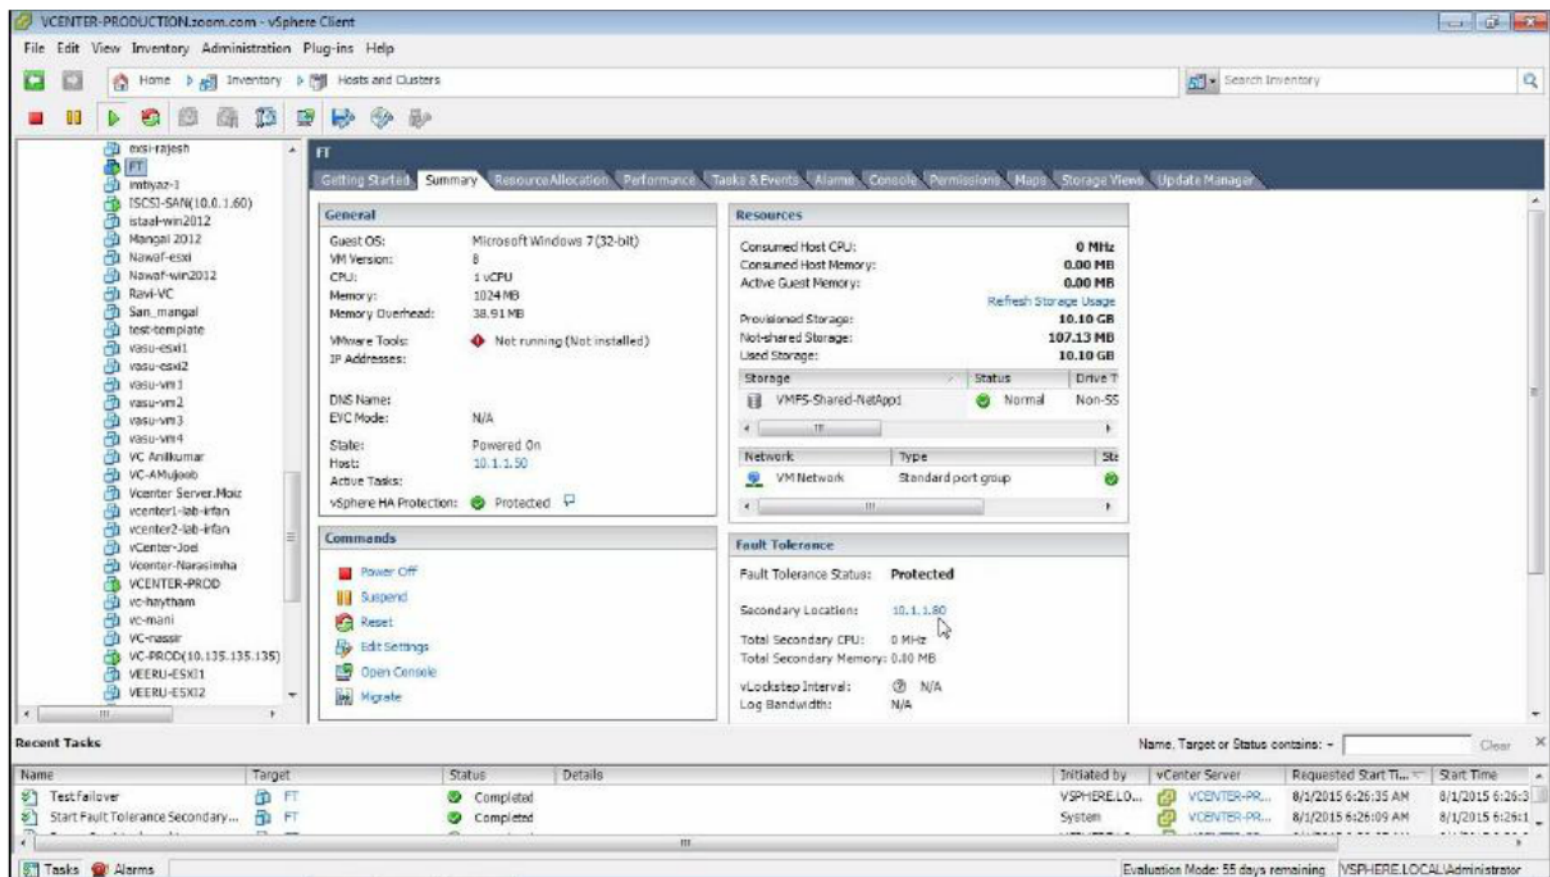 VCENTER-PRODUCTION.zoom.com - vSphere Client
File Edit View Inventory Administration Plug-ins Help
Home Inventory Hosts and Clusters
Search Inventory
exsi-rajesh
FT
imtiyaz-1
ISCSI-SAN(10.0.1.60)
istaal-win2012
Mangal 2012
Nawaf-esxi
Nawaf-win2012
Ravi-VC
San_mangal
test-template
vasu-esxi1
vasu-esxi2
vasu-vm1
vasu-vm2
vasu-vm3
vasu-vm4
VC Anilkumar
VC-AMujeeb
Vcenter Server.Moiz
vcenter1-lab-irfan
vcenter2-lab-irfan
vCenter-Joel
Vcenter-Narasimha
VCENTER-PROD
vc-haytham
vc-mani
VC-nassir
VC-PROD(10.135.135.135)
VEERU-ESXI1
VEERU-ESXI2
FT
Getting Started Summary Resource Allocation Performance Tasks & Events Alarms Console Permissions Maps Storage Views Update Manager
General
Guest OS: Microsoft Windows 7 (32-bit)
VM Version: 8
CPU: 1 vCPU
Memory: 1024 MB
Memory Overhead: 38.91 MB
VMware Tools: Not running (Not installed)
IP Addresses:
DNS Name:
EVC Mode: N/A
State: Powered On
Host: 10.1.1.50
Active Tasks:
vSphere HA Protection: Protected
Commands
Power Off
Suspend
Reset
Edit Settings
Open Console
Migrate
Resources
Consumed Host CPU: 0 MHz
Consumed Host Memory: 0.00 MB
Active Guest Memory: 0.00 MB
Refresh Storage Usage
Provisioned Storage: 10.10 GB
Not-shared Storage: 107.13 MB
Used Storage: 10.10 GB
Storage Status Drive T
VMFS-Shared-NetApp1 Normal Non-SS
Network Type Sta
VM Network Standard port group
Fault Tolerance
Fault Tolerance Status: Protected
Secondary Location: 10.1.1.80
Total Secondary CPU: 0 MHz
Total Secondary Memory: 0.00 MB
vLockstep Interval: N/A
Log Bandwidth: N/A
Recent Tasks
Name, Target or Status contains:
Clear
Name Target Status Details Initiated by vCenter Server Requested Start Ti... Start Time
Test failover FT Completed VSPHERE.LO... VCENTER-PR... 8/1/2015 6:26:35 AM 8/1/2015 6:26:3
Start Fault Tolerance Secondary... FT Completed System VCENTER-PR... 8/1/2015 6:26:09 AM 8/1/2015 6:26:1
Tasks Alarms
Evaluation Mode: 55 days remaining VSPHERE.LOCAL\Administrator